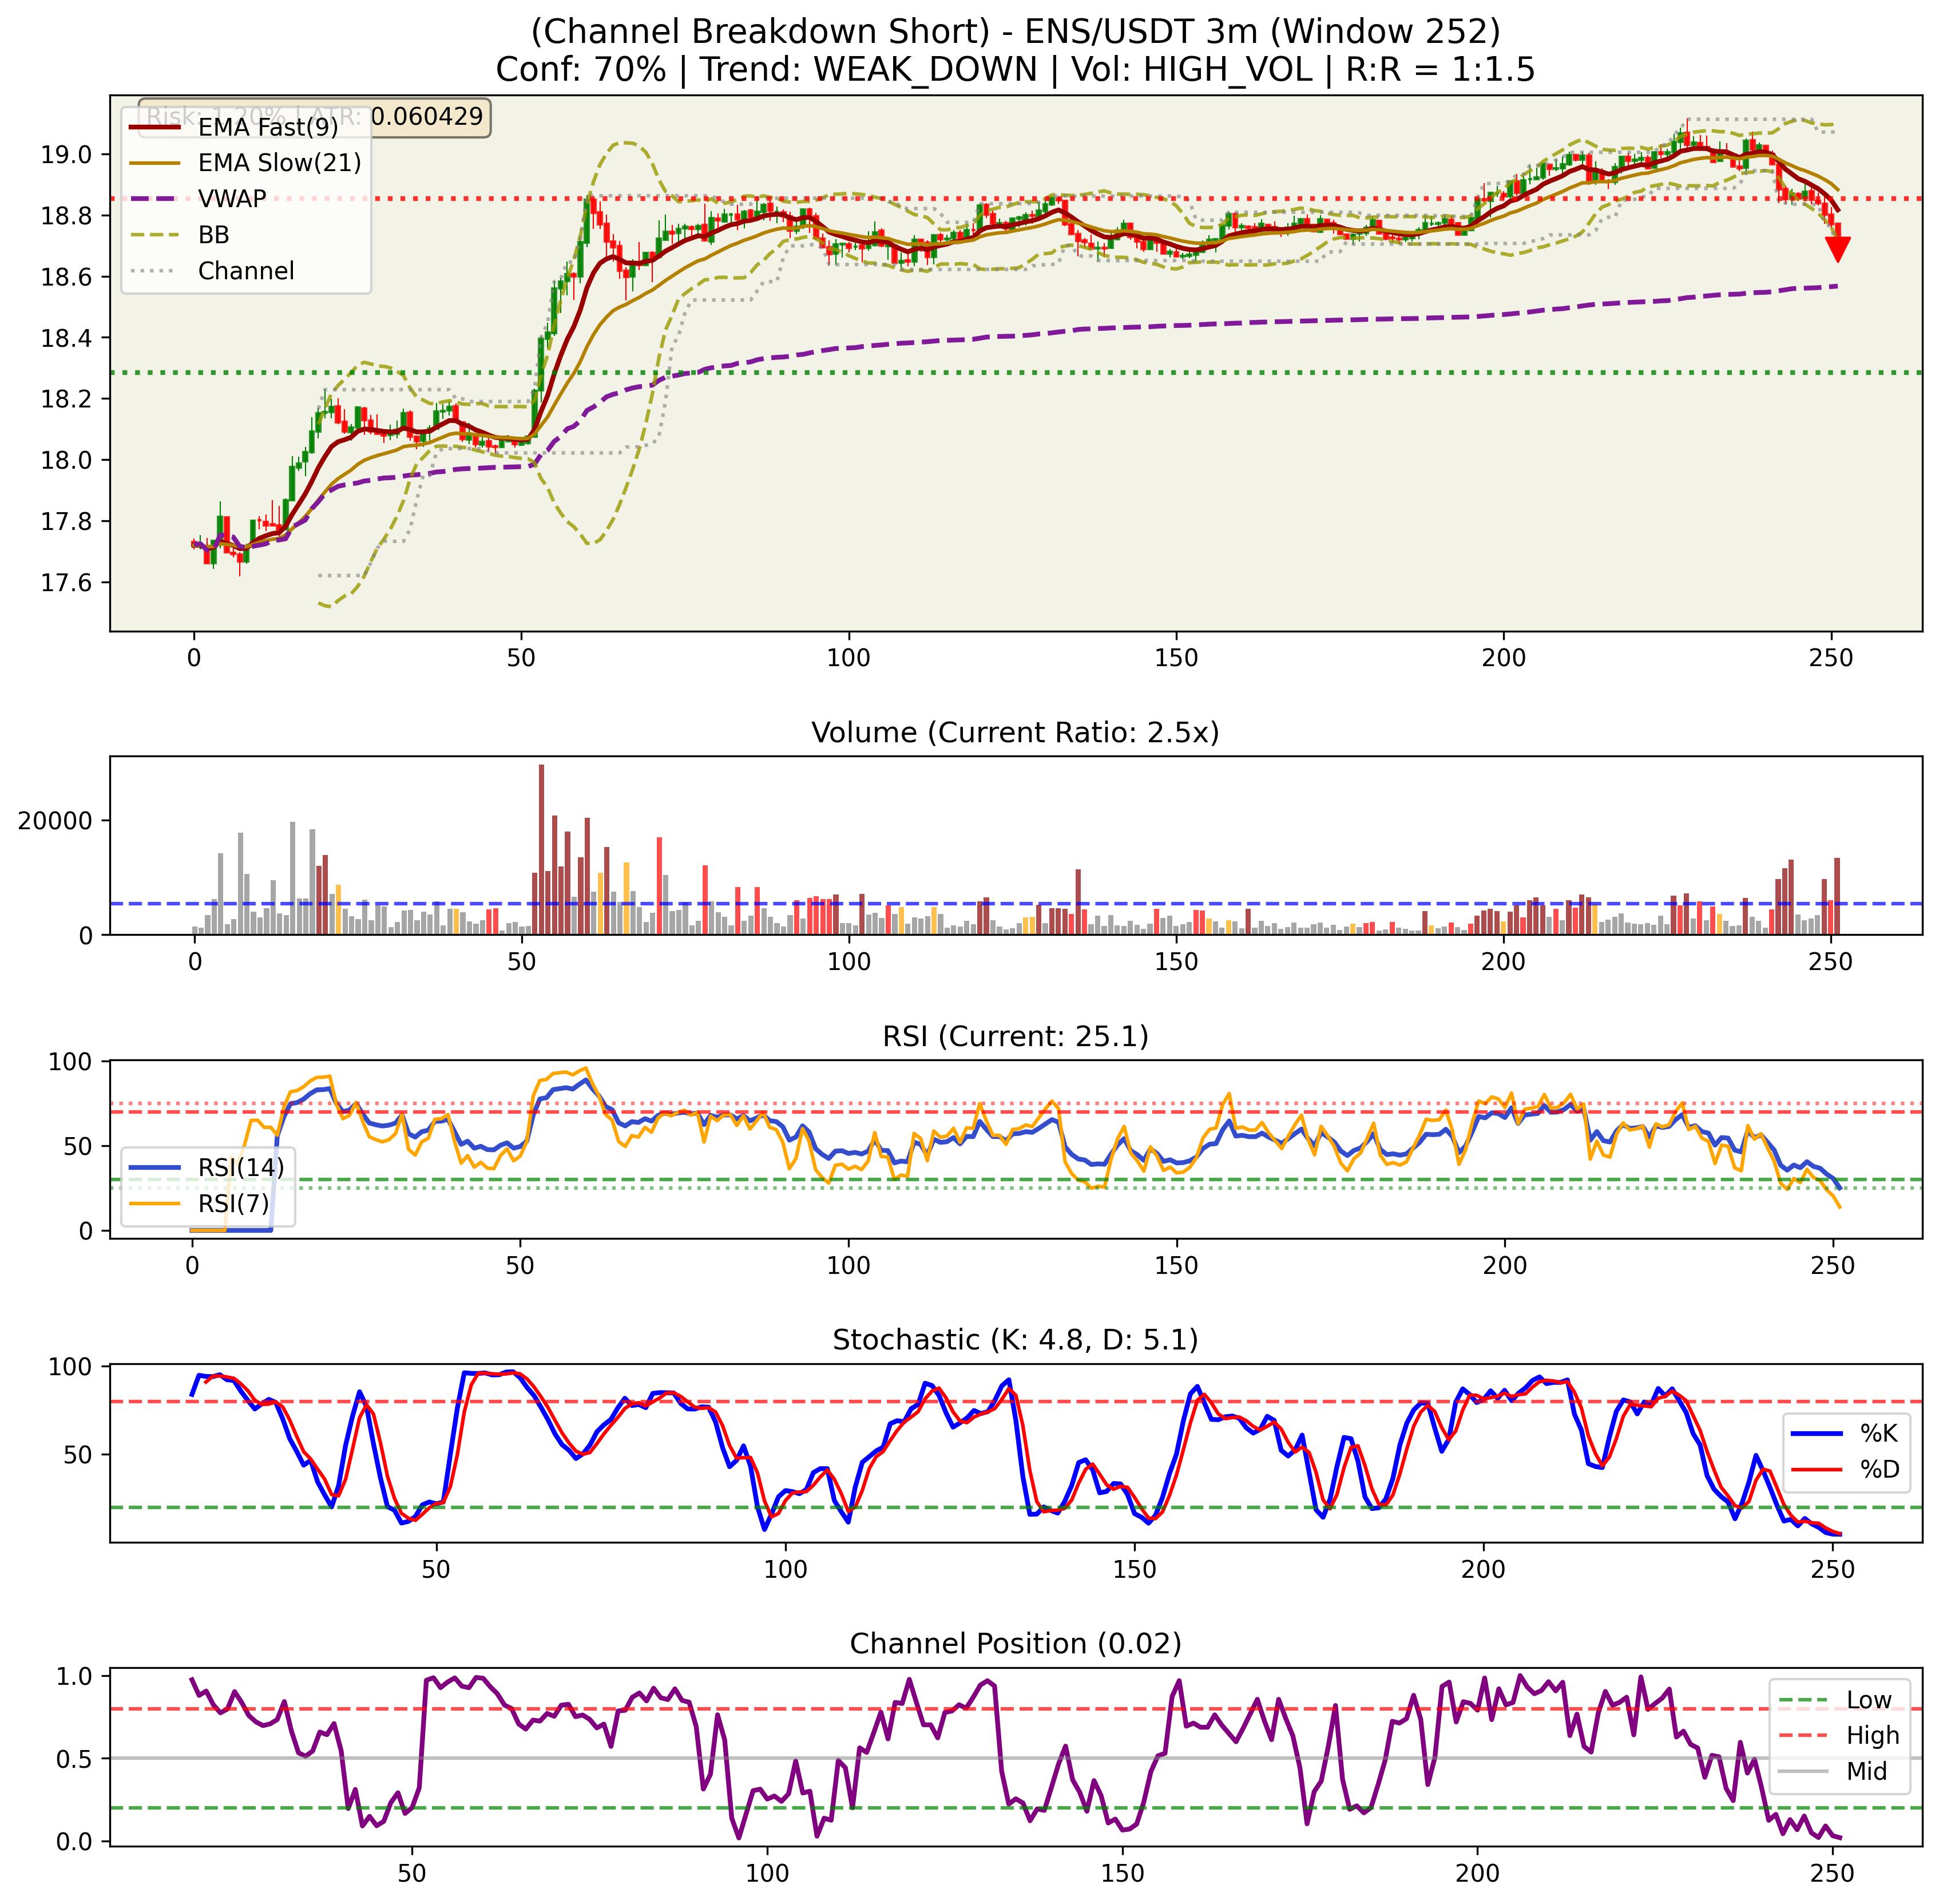 (Channel Breakdown Short) - ENS/USDT 3m (Window 252)
Conf: 70% | Trend: WEAK_DOWN | Vol: HIGH_VOL | R:R = 1:1.5
Risk: 1.20% | ATR: 0.060429
EMA Fast(9)
EMA Slow(21)
VWAP
BB
Channel
19.0
18.8
18.6
18.4
18.2
18.0
17.8
17.6
0 50 100 150 200 250
Volume (Current Ratio: 2.5x)
20000
0
0 50 100 150 200 250
RSI (Current: 25.1)
100
50
0
RSI(14)
RSI(7)
0 50 100 150 200 250
Stochastic (K: 4.8, D: 5.1)
100
50
%K
%D
50 100 150 200 250
Channel Position (0.02)
1.0
0.5
0.0
Low
High
Mid
50 100 150 200 250